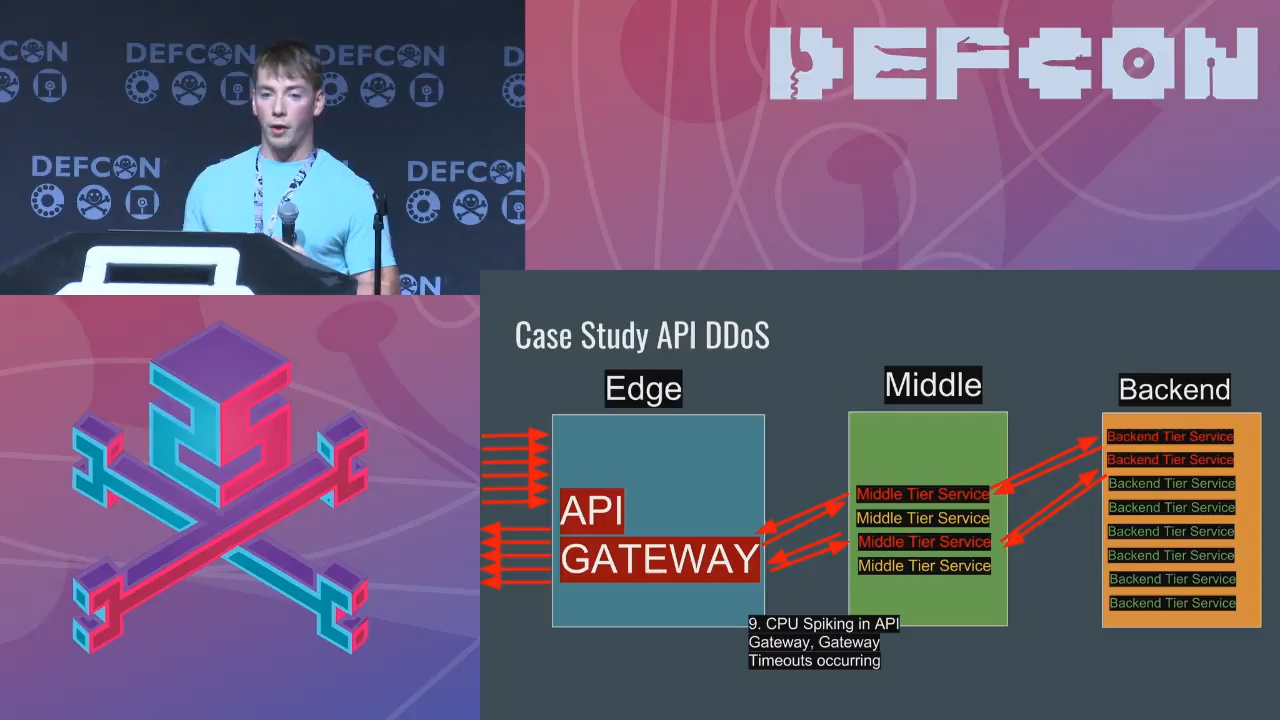 CON
DEFCON
DEFCON
DEF
DEFCON
DEFCON
CON
DEFCON
Case Study API DDoS
Edge
Middle
Backend
API
GATEWAY
Middle Tier Service
Middle Tier Service
Middle Tier Service
Middle Tier Service
Backend Tier Service
Backend Tier Service
Backend Tier Service
Backend Tier Service
Backend Tier Service
Backend Tier Service
Backend Tier Service
Backend Tier Service
9. CPU Spiking in API
Gateway, Gateway
Timeouts occurring